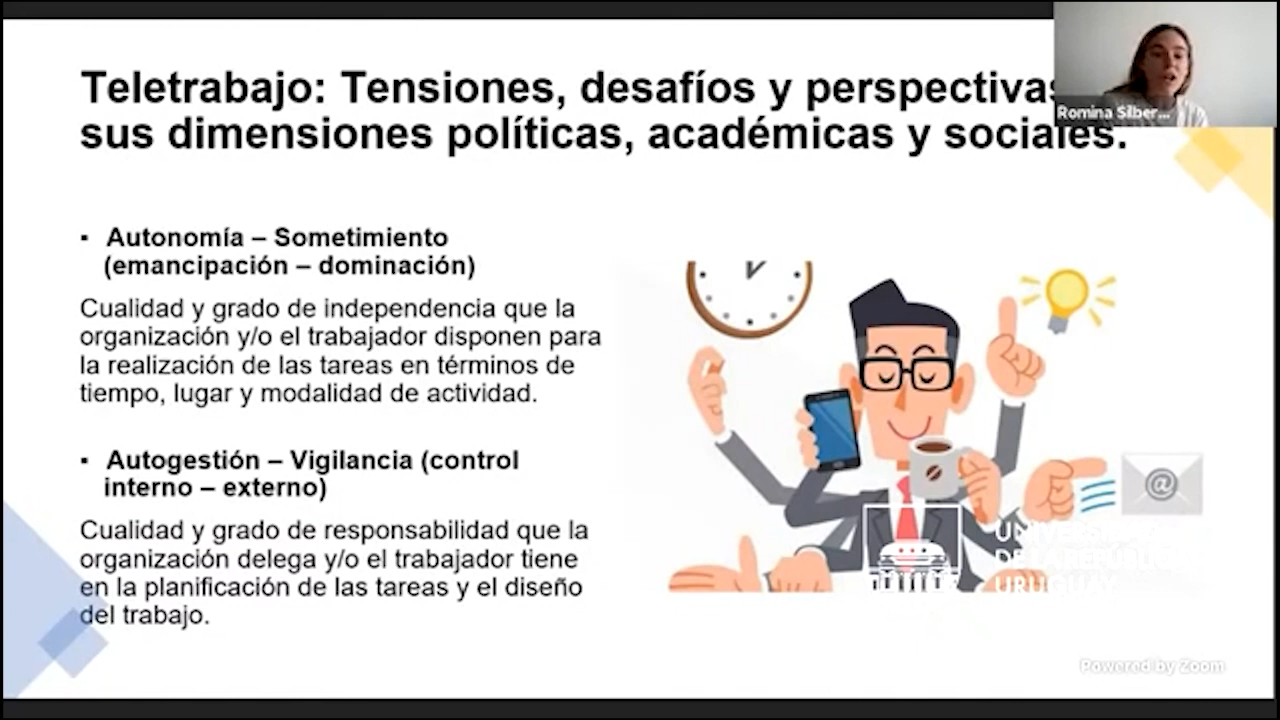 Teletrabajo: Tensiones, desafíos y perspectivas
sus dimensiones políticas, académicas y sociales.
Romina Silber...
▪ Autonomía – Sometimiento
(emancipación – dominación)
Cualidad y grado de independencia que la
organización y/o el trabajador disponen para
la realización de las tareas en términos de
tiempo, lugar y modalidad de actividad.
▪ Autogestión – Vigilancia (control
interno – externo)
Cualidad y grado de responsabilidad que la
organización delega y/o el trabajador tiene
en la planificación de las tareas y el diseño
del trabajo.
@
URUGUAY
Powered by Zoom